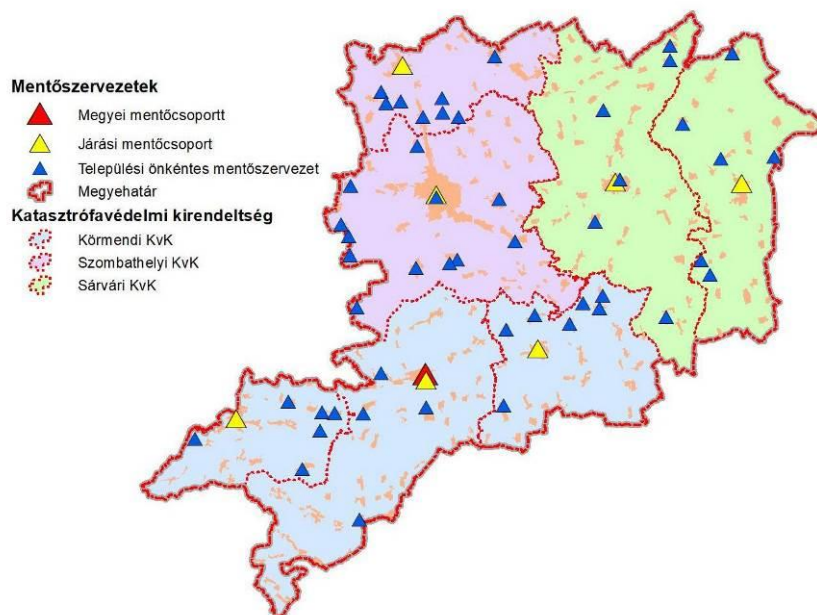 Mentőszervezetek
Megyei mentőcsoportt
Járási mentőcsoport
Települési önkéntes mentőszervezet
Megyehatár
Katasztrófavédelmi kirendeltség
Körmendi KvK
Szombathelyi KvK
Sárvári KvK